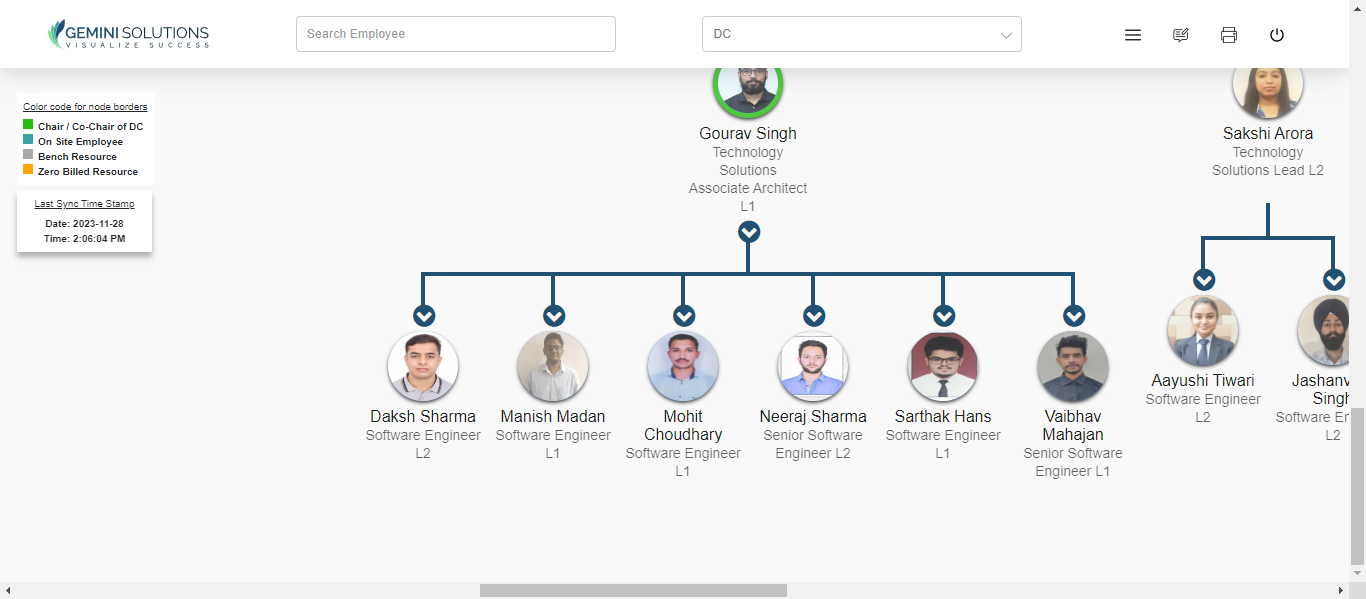 GEMINI SOLUTIONS
VISUALIZE SUCCESS
Search Employee
DC
Color code for node borders
Chair / Co-Chair of DC
On Site Employee
Bench Resource
Zero Billed Resource
Last Sync Time Stamp
Date: 2023-11-28
Time: 2:06:04 PM
Gourav Singh
Technology
Solutions
Associate Architect
L1
Sakshi Arora
Technology
Solutions Lead L2
Daksh Sharma
Software Engineer
L2
Manish Madan
Software Engineer
L1
Mohit
Choudhary
Software Engineer
L1
Neeraj Sharma
Senior Software
Engineer L2
Sarthak Hans
Software Engineer
L1
Vaibhav
Mahajan
Senior Software
Engineer L1
Aayushi Tiwari
Software Engineer
L2
Singh
Software
L2